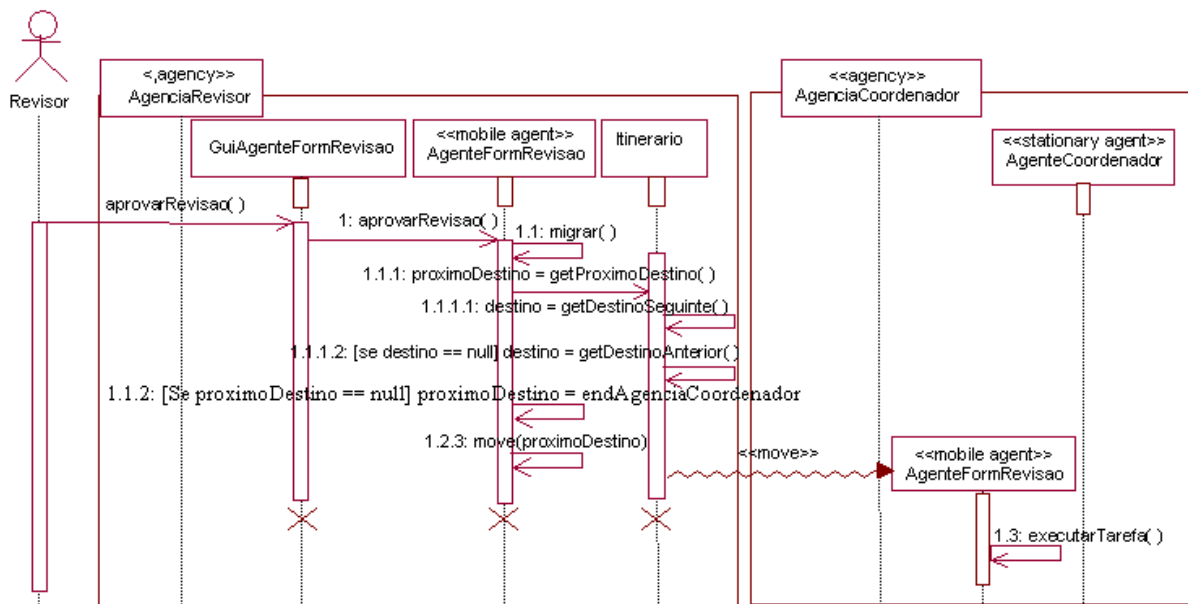 Revisor
<,agency>>
AgenciaRevisor
<<agency>>
AgenciaCoordenador
GuiAgenteFormRevisao
<<mobile agent>>
AgenteFormRevisao
Itinerario
<<stationary agent>>
AgenteCoordenador
aprovarRevisao( )
1: aprovarRevisao( )
1.1: migrar( )
1.1.1: proximoDestino = getProximoDestino( )
1.1.1.1: destino = getDestinoSeguinte( )
1.1.1.2: [se destino == null] destino = getDestinoAnterior( )
1.1.2: [Se proximoDestino == null] proximoDestino = endAgenciaCoordenador
1.2.3: move(proximoDestino)
<<move>>
<<mobile agent>>
AgenteFormRevisao
1.3: executarTarefa( )